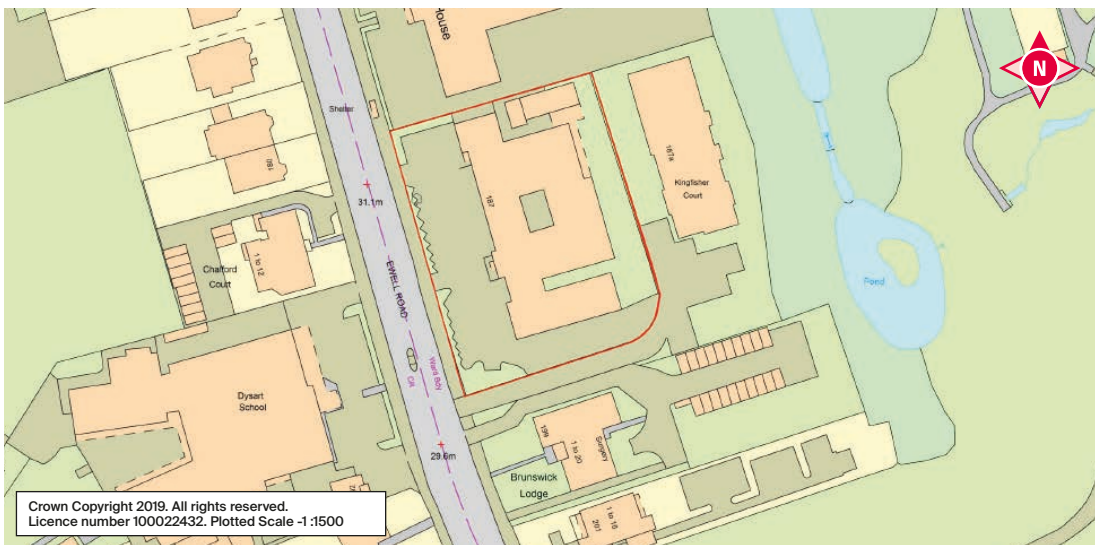 House
N
Shelter
180
31.1m
187
187a
Kingfisher
Court
1 to 12
Chalford
Court
EWELL ROAD
Pond
Ward Bdy
CR
Dysart
School
29.6m
199
1 to 20
Surgery
Brunswick
Lodge
1 to 16
201
Crown Copyright 2019. All rights reserved.
Licence number 100022432. Plotted Scale -1:1500